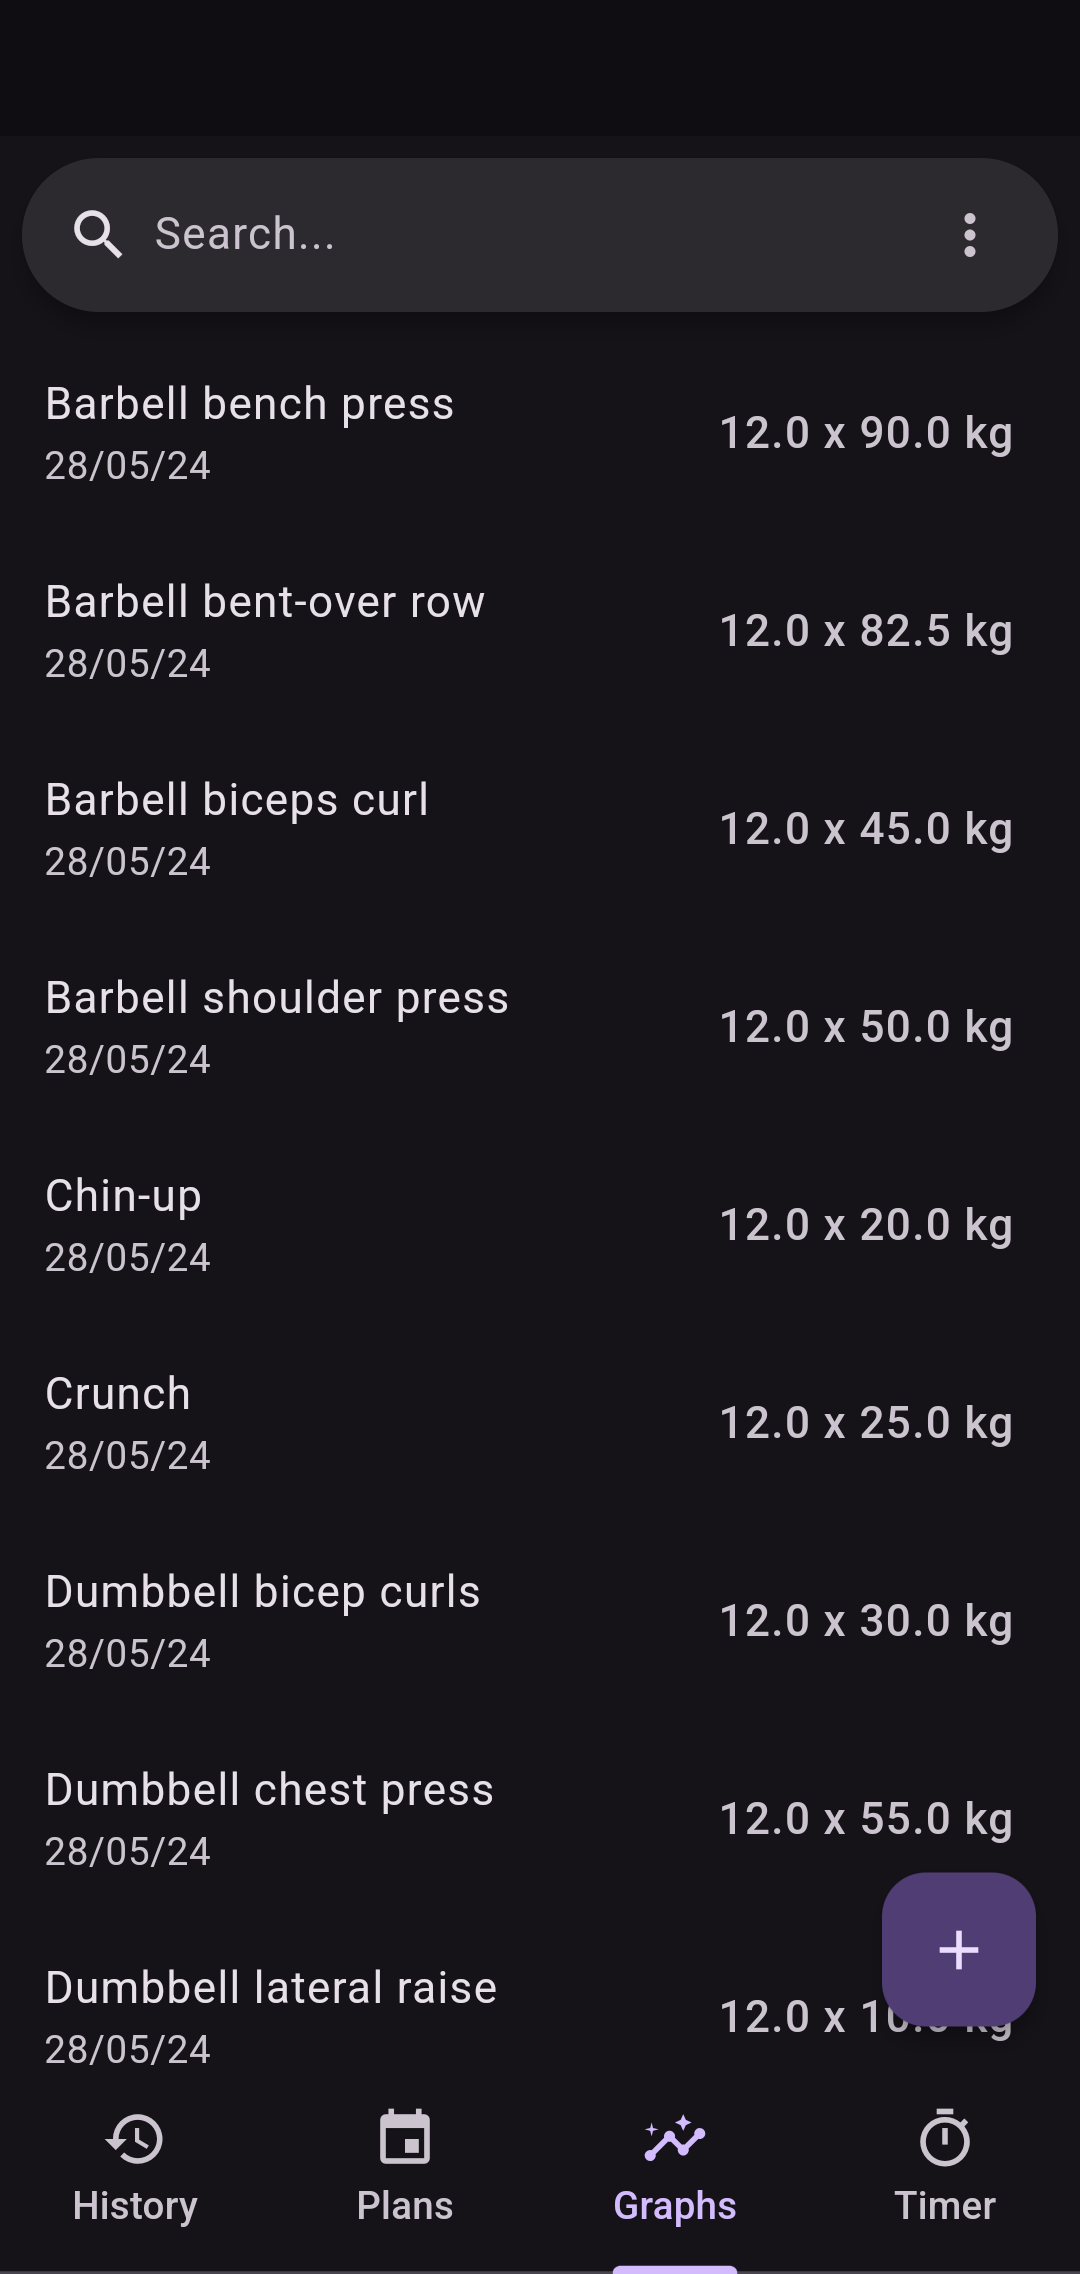 Search...
Barbell bench press
28/05/24
12.0 x 90.0 kg
Barbell bent-over row
28/05/24
12.0 x 82.5 kg
Barbell biceps curl
28/05/24
12.0 x 45.0 kg
Barbell shoulder press
28/05/24
12.0 x 50.0 kg
Chin-up
28/05/24
12.0 x 20.0 kg
Crunch
28/05/24
12.0 x 25.0 kg
Dumbbell bicep curls
28/05/24
12.0 x 30.0 kg
Dumbbell chest press
28/05/24
12.0 x 55.0 kg
Dumbbell lateral raise
28/05/24
12.0 x kg
History
Plans
Graphs
Timer